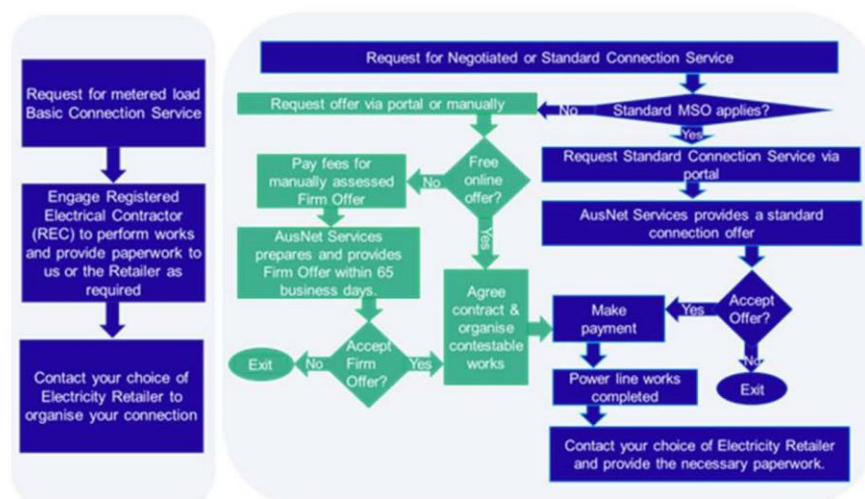 Request for metered load
Basic Connection Service
Engage Registered
Electrical Contractor
(REC) to perform works
and provide paperwork to
us or the Retailer as
required
Contact your choice of
Electricity Retailer to
organise your connection
Request for Negotiated or Standard Connection Service
Standard MSO applies?
No
Request offer via portal or manually
Yes
Request Standard Connection Service via
portal
Free
online
offer?
No
Pay fees for
manually assessed
Firm Offer
AusNet Services
prepares and provides
Firm Offer within 65
business days.
Yes
AusNet Services provides a standard
connection offer
Accept
Offer?
Yes
No
Exit
Agree
contract &
organise
contestable
works
Make
payment
Accept
Firm
Offer?
No
Yes
Exit
Power line works
completed
Contact your choice of Electricity Retailer
and provide the necessary paperwork.